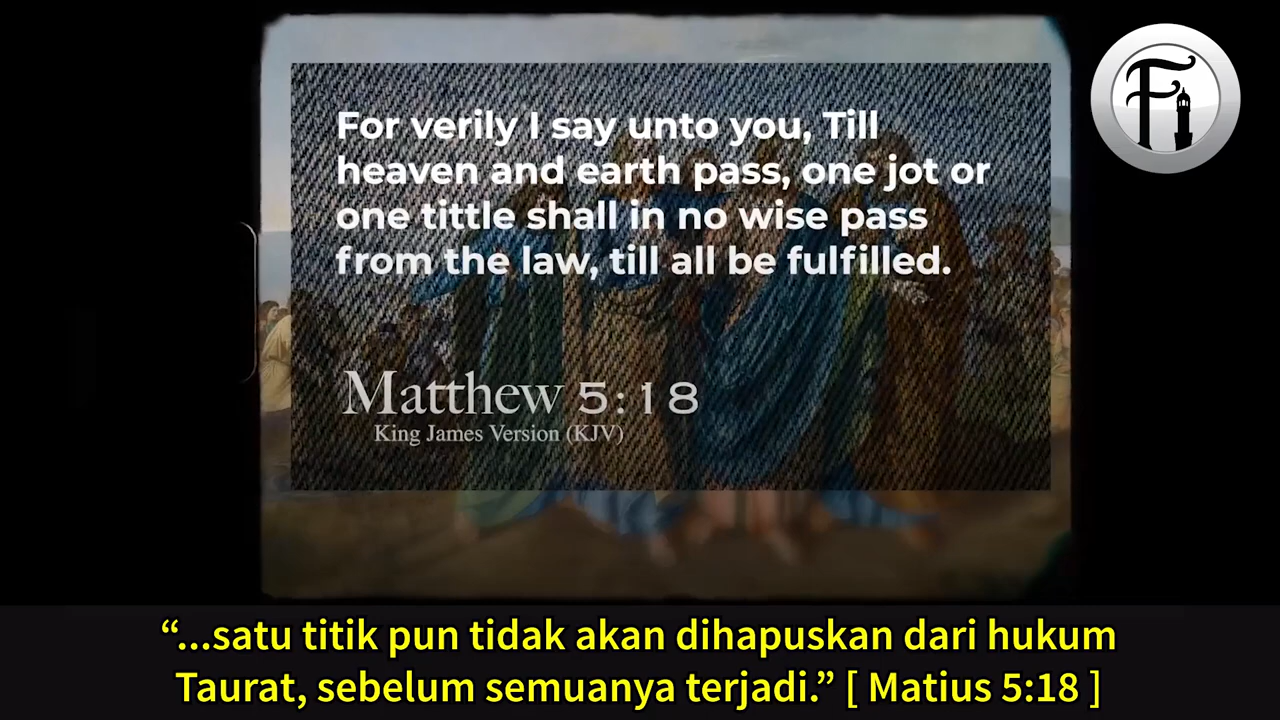 For verily I say unto you, Till
heaven and earth pass, one jot or
one tittle shall in no wise pass
from the law, till all be fulfilled.
Matthew 5:18
King James Version (KJV)
Fi
“...satu titik pun tidak akan dihapuskan dari hukum
Taurat, sebelum semuanya terjadi.” [ Matius 5:18 ]